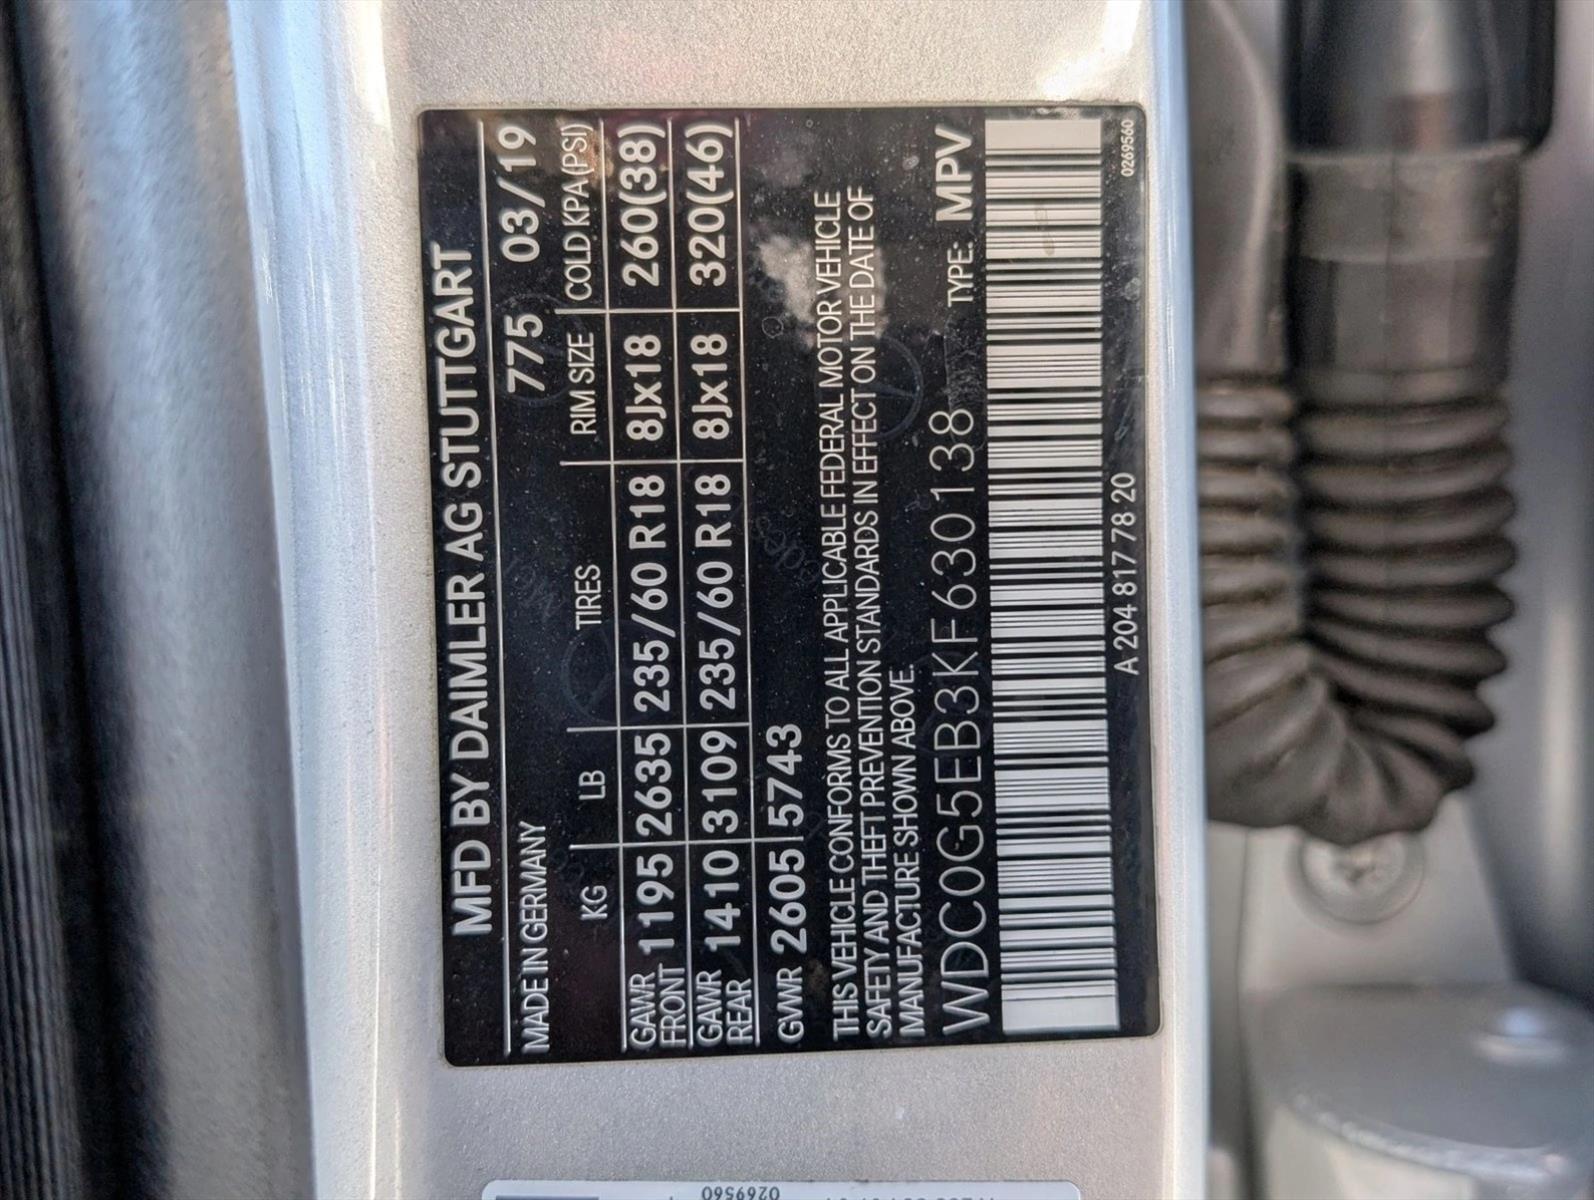 MFD BY DAIMLER AG STUTTGART
MADE IN GERMANY 775 03/19
KG LB TIRES RIM SIZE COLD KPA(PSI)
GAWR FRONT 1195 2635 235/60 R18 8Jx18 260(38)
GAWR REAR 1410 3109 235/60 R18 8Jx18 320(46)
GVWR 2605 5743
THIS VEHICLE CONFORMS TO ALL APPLICABLE FEDERAL MOTOR VEHICLE
SAFETY AND THEFT PREVENTION STANDARDS IN EFFECT ON THE DATE OF
MANUFACTURE SHOWN ABOVE.
WDC0G5EB3KF630138 TYPE: MPV
A 204 817 78 20 0269560
0269560